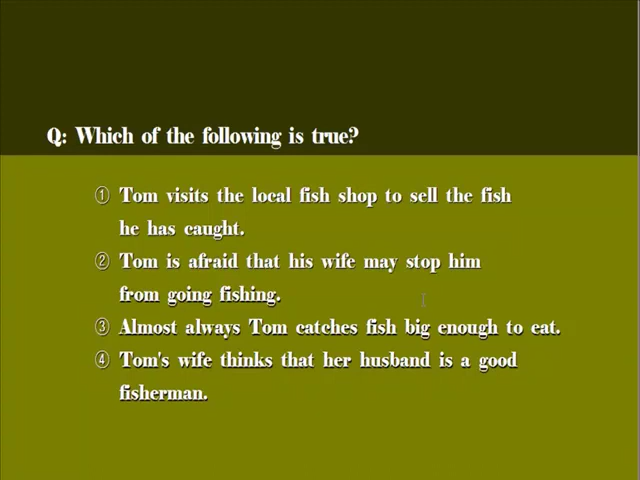 Q: Which of the following is true?
① Tom visits the local fish shop to sell the fish
he has caught.
② Tom is afraid that his wife may stop him
from going fishing.
③ Almost always Tom catches fish big enough to eat.
④ Tom's wife thinks that her husband is a good
fisherman.